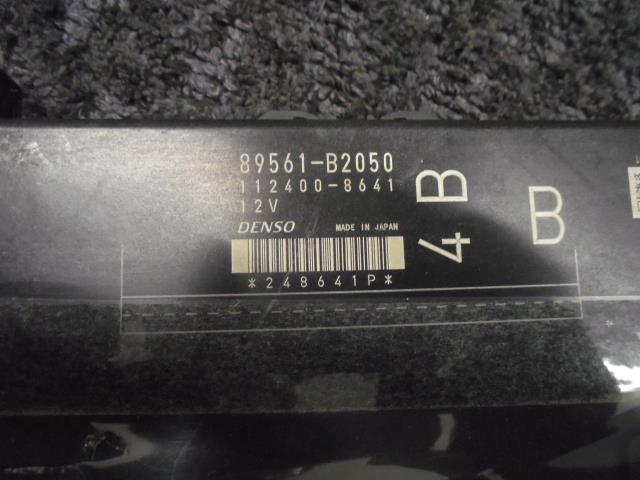 89561-B2050
112400-8641
12V
DENSO MADE IN JAPAN
*248641P*
4B
B